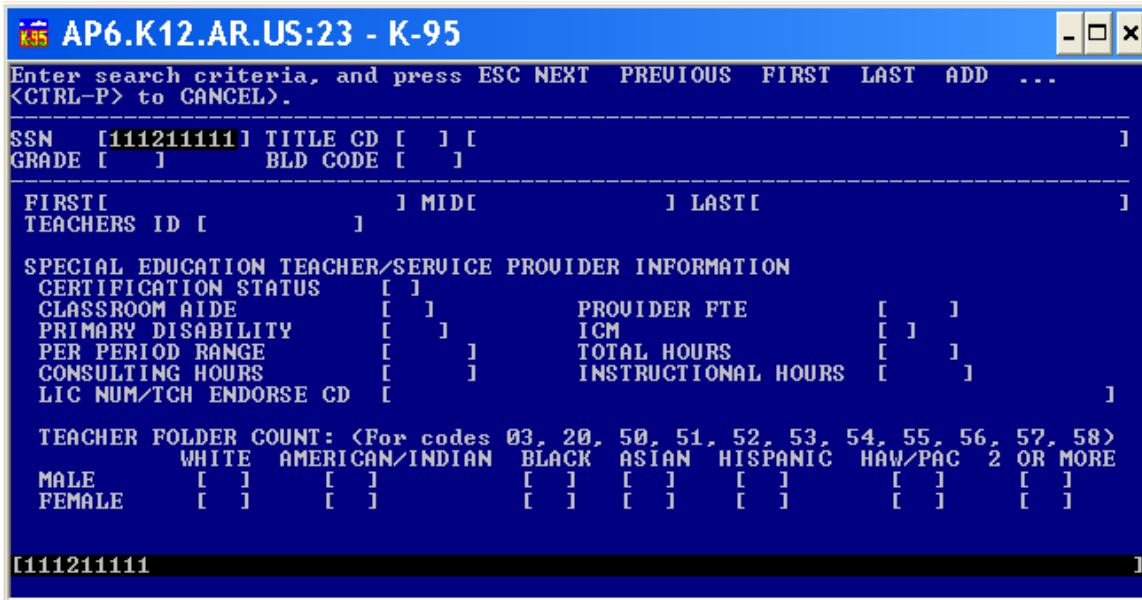 K95 AP6.K12.AR.US:23 - K-95
Enter search criteria, and press ESC NEXT  PREVIOUS  FIRST  LAST  ADD  ...
<CTRL-P> to CANCEL>.
SSN   [111211111] TITLE CD [  ] [                                              ]
GRADE [   ]       BLD CODE [   ]
FIRST[                    ] MID[             ] LAST[                         ]
TEACHERS ID [          ]
SPECIAL EDUCATION TEACHER/SERVICE PROVIDER INFORMATION
CERTIFICATION STATUS    [ ]
CLASSROOM AIDE          [  ]          PROVIDER FTE         [    ]
PRIMARY DISABILITY      [   ]         ICM                  [ ]
PER PERIOD RANGE        [     ]       TOTAL HOURS          [    ]
CONSULTING HOURS        [     ]       INSTRUCTIONAL HOURS  [     ]
LIC NUM/TCH ENDORSE CD  [                                                  ]
TEACHER FOLDER COUNT: <For codes 03, 20, 50, 51, 52, 53, 54, 55, 56, 57, 58>
WHITE  AMERICAN/INDIAN  BLACK  ASIAN  HISPANIC  HAW/PAC  2 OR MORE
MALE       [  ]     [  ]          [  ]   [  ]    [  ]       [  ]     [  ]
FEMALE     [  ]     [  ]          [  ]   [  ]    [  ]       [  ]     [  ]
[111211111                                                                     ]